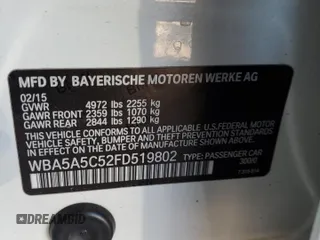 MFD BY BAYERISCHE MOTOREN WERKE AG
02/15
GVWR 4972 lbs 2255 kg
GAWR FRONT 2359 lbs 1070 kg
GAWR REAR 2844 lbs 1290 kg
THIS VEHICLE CONFORMS TO ALL APPLICABLE U.S. FEDERAL MOTOR
VEHICLE SAFETY, BUMPER, AND THEFT PREVENTION STANDARDS IN
EFFECT ON THE DATE OF MANUFACTURE SHOWN ABOVE.
WBA5A5C52FD519802 TYPE: PASSENGER CAR
DREAMBID